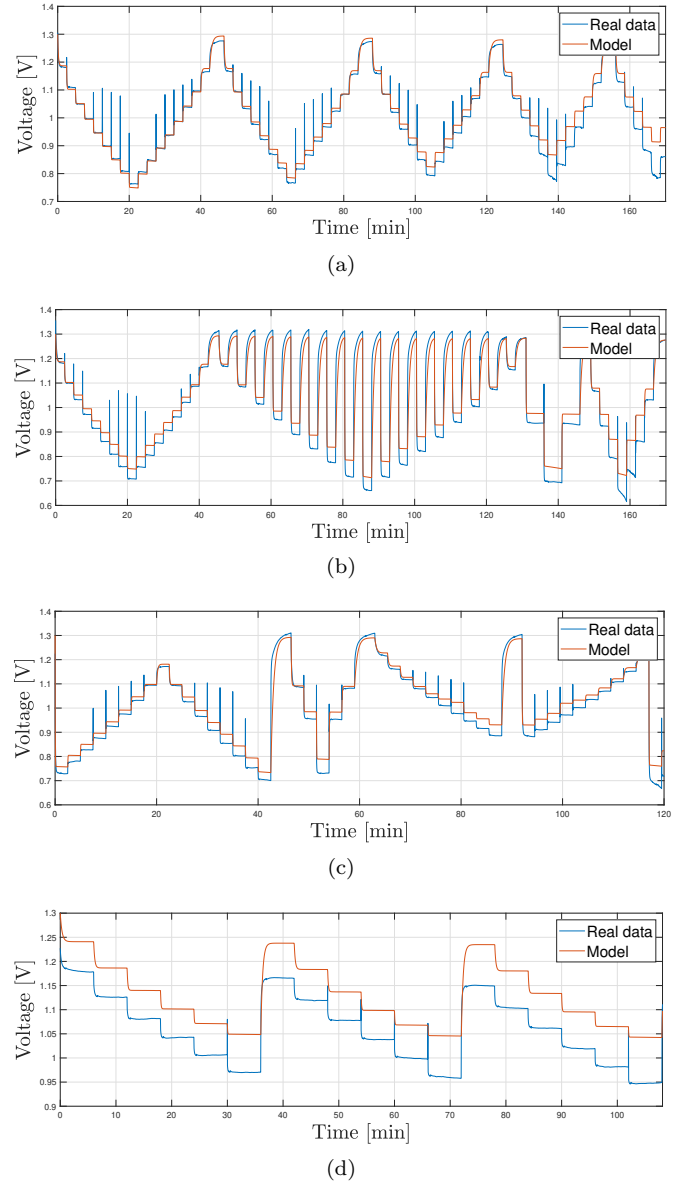 1.4
1.3
1.2
1.1
1
0.9
0.8
0.7
Voltage [V]
0 20 40 60 80 100 120 140 160
Time [min]
Real data
Model
(a)
1.4
1.3
1.2
1.1
1
0.9
0.8
0.7
0.6
0.5
Voltage [V]
0 20 40 60 80 100 120 140 160
Time [min]
Real data
Model
(b)
1.4
1.3
1.2
1.1
1
0.9
0.8
0.7
0.6
Voltage [V]
0 20 40 60 80 100 120
Time [min]
Real data
Model
(c)
1.3
1.25
1.2
1.15
1.1
1.05
1
0.95
0.9
Voltage [V]
0 10 20 30 40 50 60 70 80 90 100
Time [min]
Real data
Model
(d)